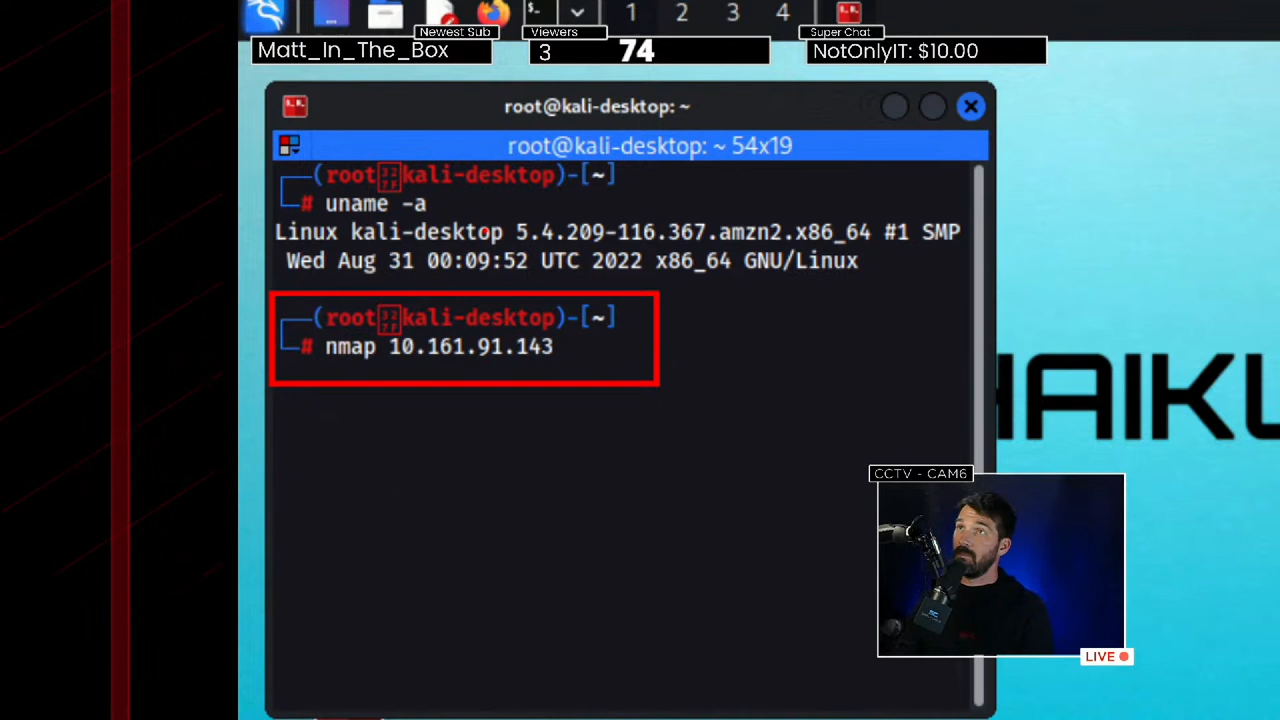 1 2 3 4
Newest Sub
Matt_In_The_Box
Viewers
3
74
Super Chat
NotOnlyIT: $10.00
root@kali-desktop: ~
root@kali-desktop: ~ 54x19
┌──(root㉿kali-desktop)-[~]
└─# uname -a
Linux kali-desktop 5.4.209-116.367.amzn2.x86_64 #1 SMP
Wed Aug 31 00:09:52 UTC 2022 x86_64 GNU/Linux
┌──(root㉿kali-desktop)-[~]
└─# nmap 10.161.91.143
HAIKU
CCTV - CAM6
LIVE